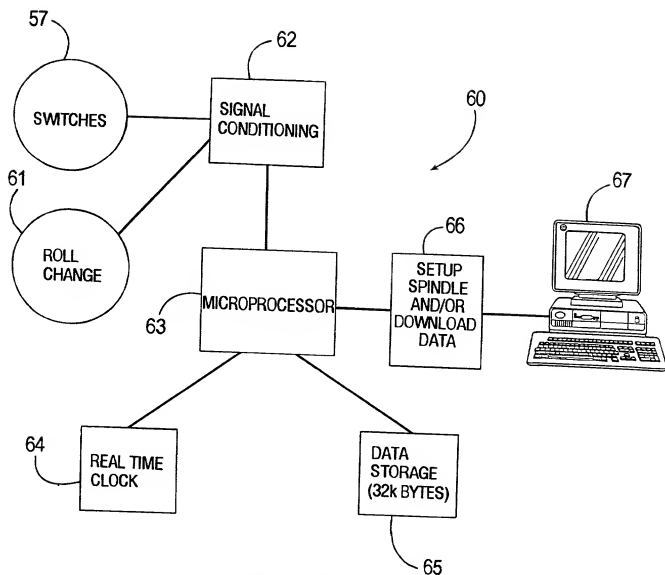 57
SWITCHES
62
SIGNAL
CONDITIONING
60
61
ROLL
CHANGE
67
66
SETUP
SPINDLE
AND/OR
DOWNLOAD
DATA
MICROPROCESSOR
63
64
REAL TIME
CLOCK
DATA
STORAGE
(32k BYTES)
65